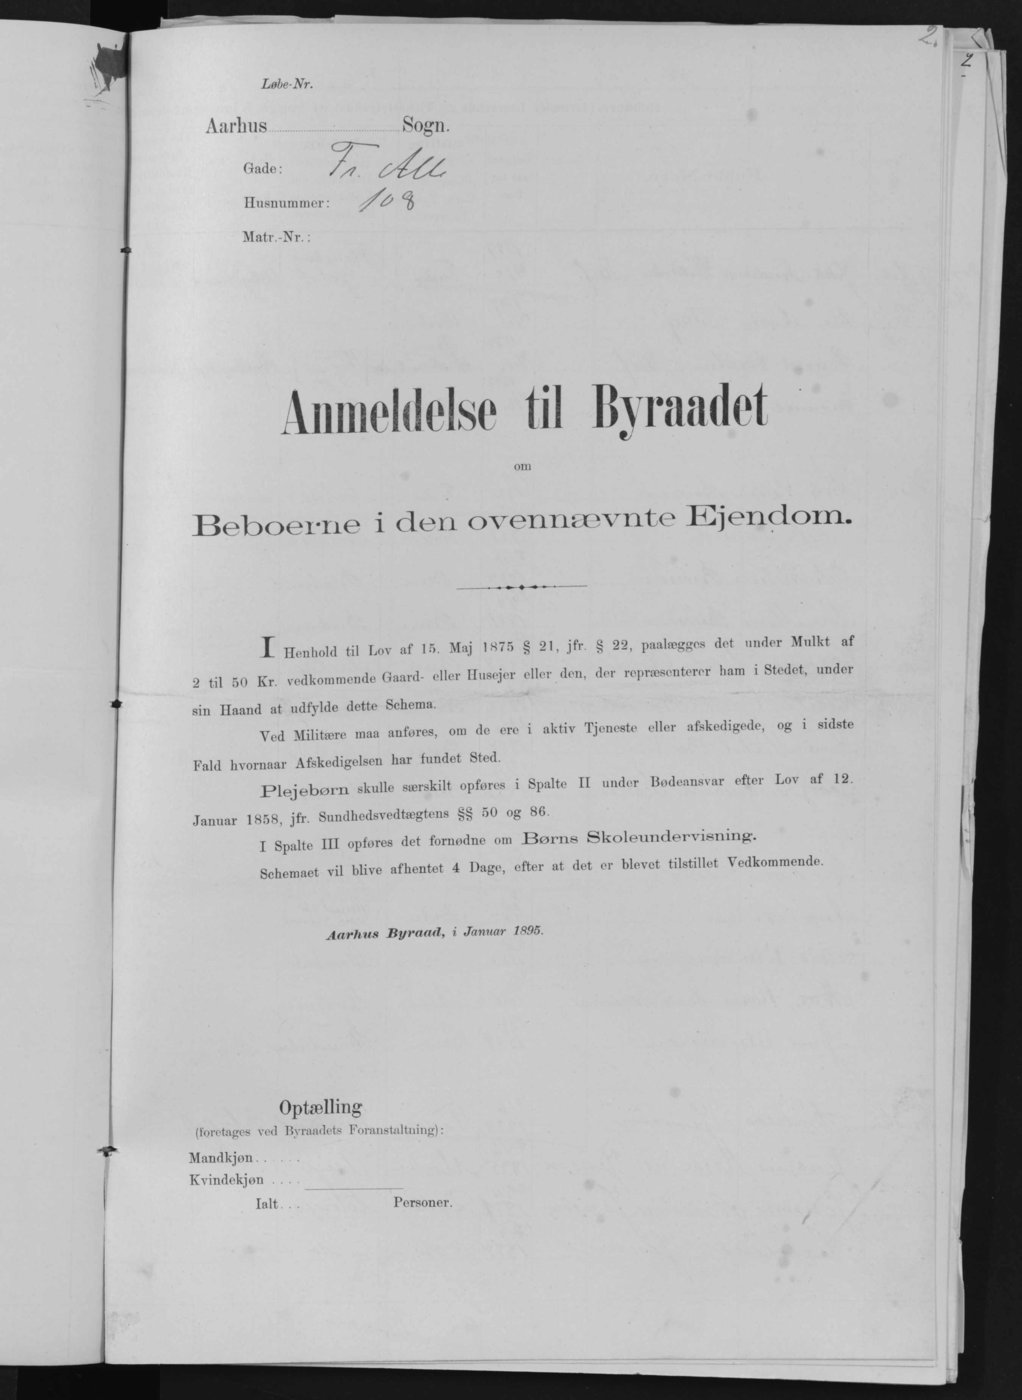 2.
2
Løbe-Nr.
Aarhus Sogn.
Gade: Fr. Alle
Husnummer: 108
Matr.-Nr.:
Anmeldelse til Byraadet
om
Beboerne i den ovennævnte Ejendom.
I Henhold til Lov af 15. Maj 1875 § 21, jfr. § 22, paalægges det under Mulkt af
2 til 50 Kr. vedkommende Gaard- eller Husejer eller den, der repræsenterer ham i Stedet, under
sin Haand at udfylde dette Schema.
Ved Militære maa anføres, om de ere i aktiv Tjeneste eller afskedigede, og i sidste
Fald hvornaar Afskedigelsen har fundet Sted.
Plejebørn skulle særskilt opføres i Spalte II under Bødeansvar efter Lov af 12.
Januar 1858, jfr. Sundhedsvedtægtens §§ 50 og 86.
I Spalte III opføres det fornødne om Børns Skoleundervisning.
Schemaet vil blive afhentet 4 Dage, efter at det er blevet tilstillet Vedkommende.
Aarhus Byraad, i Januar 1895.
Optælling
(foretages ved Byraadets Foranstaltning):
Mandkjøn......
Kvindekjøn ....
Ialt... Personer.